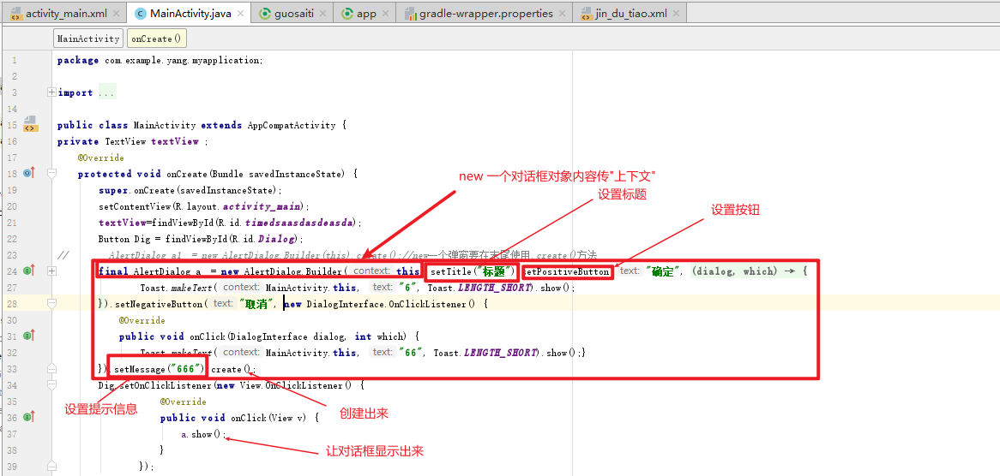 activity_main.xml MainActivity.java guosaiti app gradle-wrapper.properties jin_du_tiao.xml
MainActivity onCreate()
1 package com.example.yang.myapplication;
2
3 import ...
14
15 public class MainActivity extends AppCompatActivity {
16 private TextView textView ;
17 @Override
18 protected void onCreate(Bundle savedInstanceState) {
new 一个对话框对象内容传"上下文"
19 super.onCreate(savedInstanceState);
设置标题
20 setContentView(R.layout.activity_main);
设置按钮
21 textView=findViewById(R.id.timedsaasdasdeasda);
22 Button Dig = findViewById(R.id.Dialog);
23 // AlertDialog a1 = new AlertDialog.Builder(this).create();//new一个弹窗要在末尾使用.create()方法
24 final AlertDialog a = new AlertDialog.Builder( context: this).setTitle("标题").setPositiveButton( text: "确定", (dialog, which) → {
27 Toast.makeText( context: MainActivity.this, text: "6", Toast.LENGTH_SHORT).show();
28 }).setNegativeButton( text: "取消", new DialogInterface.OnClickListener() {
30 @Override
31 public void onClick(DialogInterface dialog, int which) {
32 Toast.makeText( context: MainActivity.this, text: "66", Toast.LENGTH_SHORT).show();}
33 }).setMessage("666").create();
34 Dig.setOnClickListener(new View.OnClickListener() {
35 @Override
设置提示信息
创建出来
36 public void onClick(View v) {
37 a.show();
让对话框显示出来
38 }
39 });